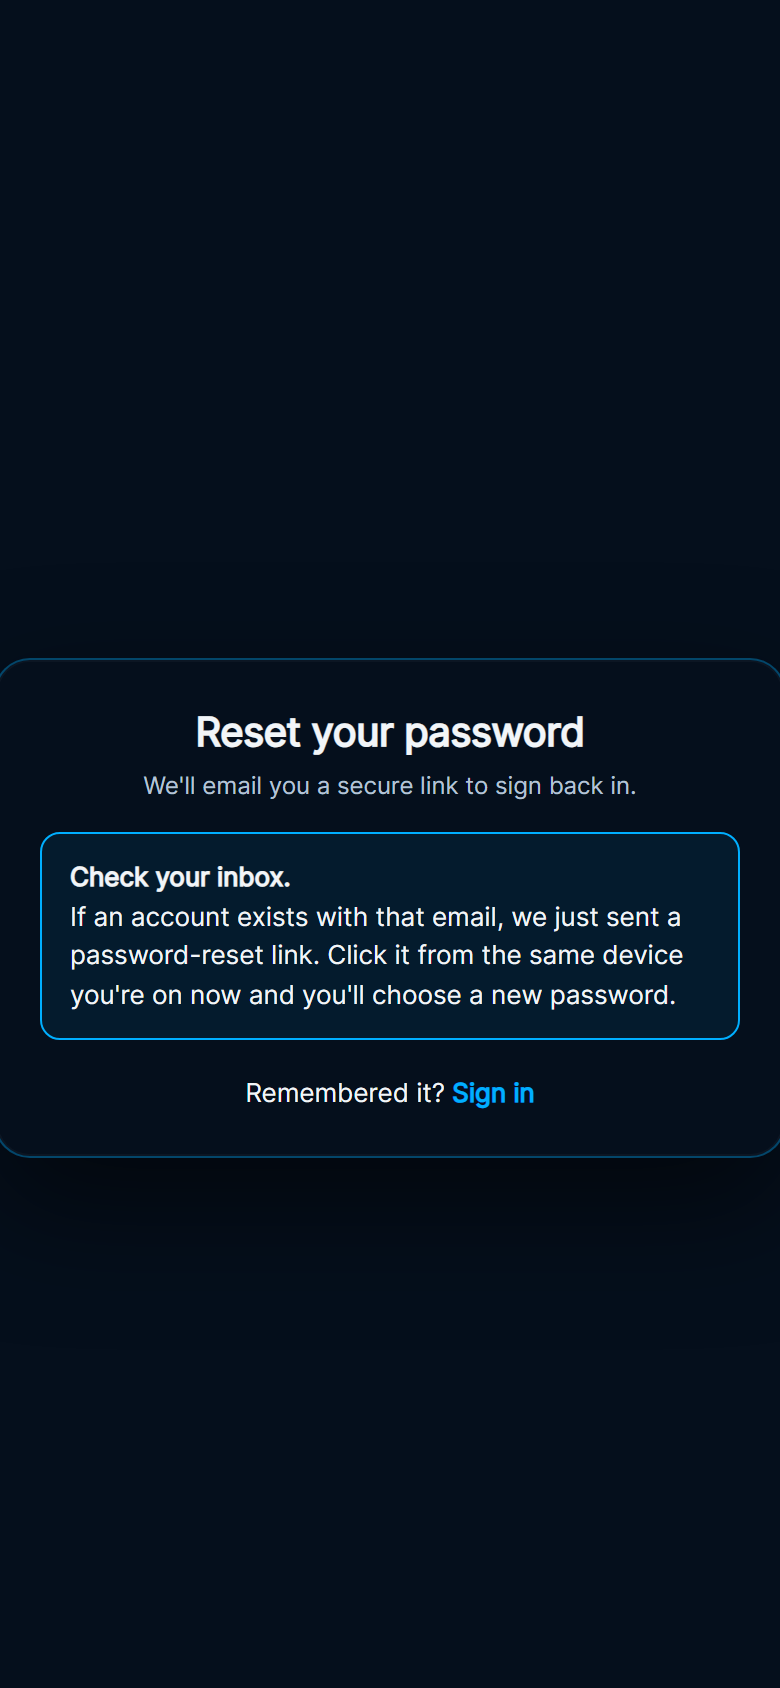 Reset your password
We'll email you a secure link to sign back in.
Check your inbox.
If an account exists with that email, we just sent a
password-reset link. Click it from the same device
you're on now and you'll choose a new password.
Remembered it? Sign in